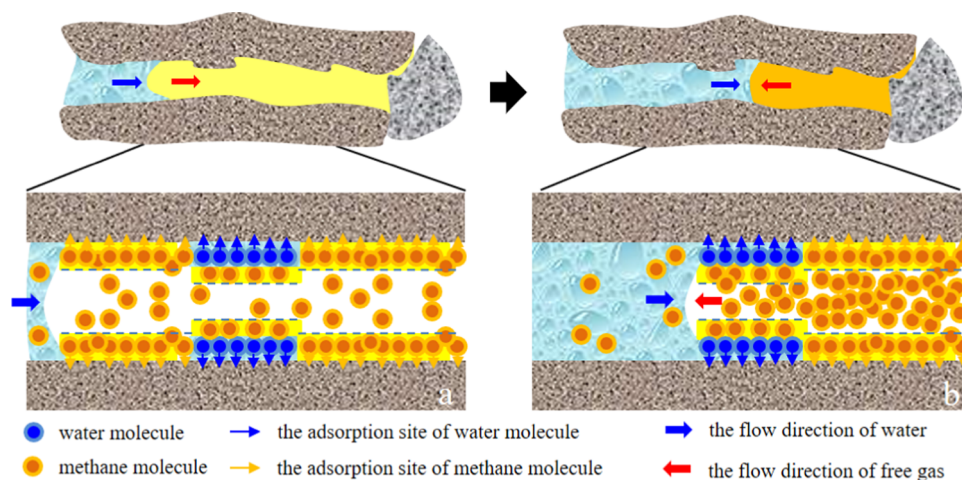 a
b
water molecule
the adsorption site of water molecule
the flow direction of water
methane molecule
the adsorption site of methane molecule
the flow direction of free gas